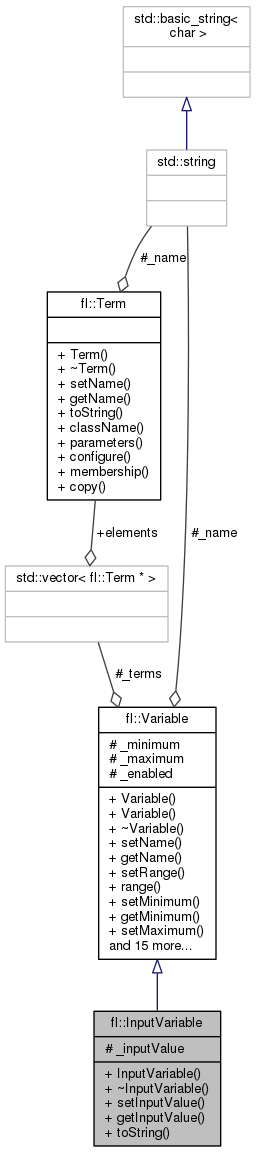 std::basic_string<
char >
std::string
#_name
fl::Term
+ Term()
+ ~Term()
+ setName()
+ getName()
+ toString()
+ className()
+ parameters()
+ configure()
+ membership()
+ copy()
+elements
#_name
std::vector< fl::Term * >
#_terms
fl::Variable
# _minimum
# _maximum
# _enabled
+ Variable()
+ Variable()
+ ~Variable()
+ setName()
+ getName()
+ setRange()
+ range()
+ setMinimum()
+ getMinimum()
+ setMaximum()
and 15 more...
fl::InputVariable
# _inputValue
+ InputVariable()
+ ~InputVariable()
+ setInputValue()
+ getInputValue()
+ toString()